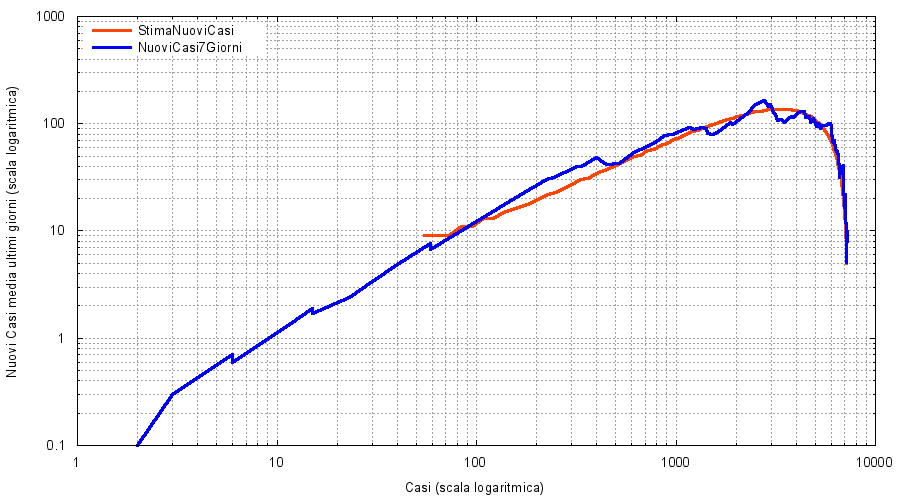 1000
StimaNuoviCasi
NuoviCasi7Giorni
100
10
1
0.1
1
10
100
1000
10000
Nuovi Casi media ultimi giorni (scala logaritmica)
Casi (scala logaritmica)